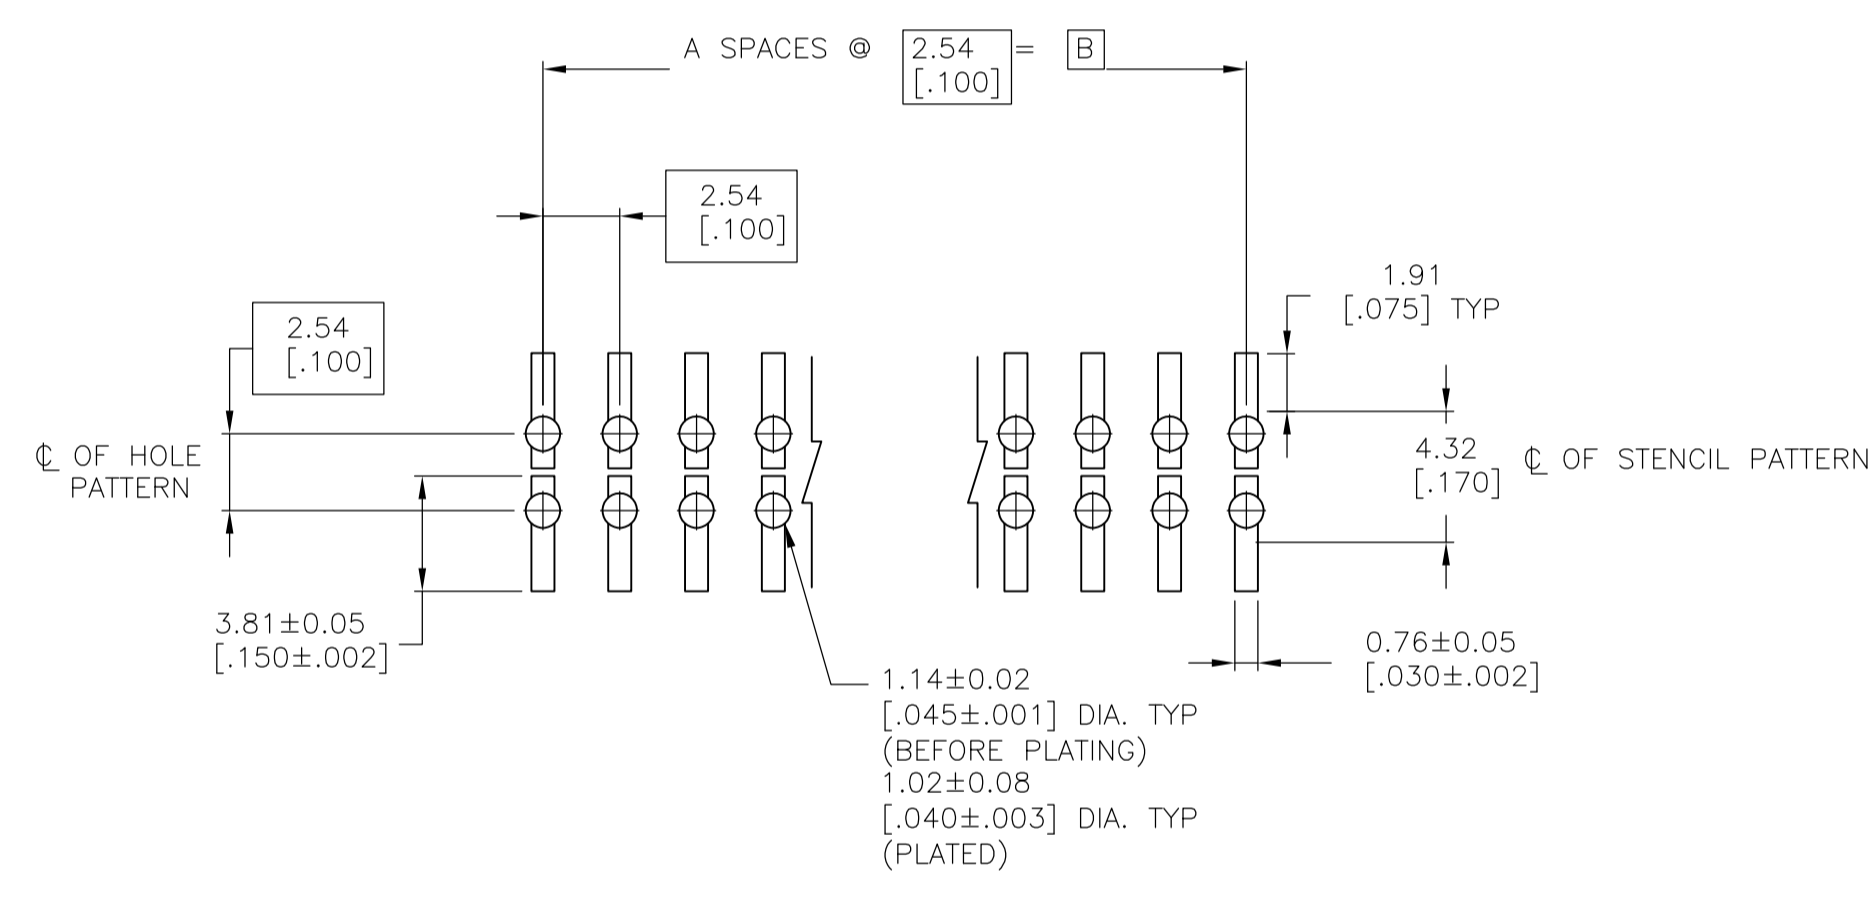 A SPACES @ 2.54 = B
[.100]
2.54
[.100]
2.54
[.100]
1.91
[.075] TYP
℄ OF HOLE
PATTERN
4.32
[.170]
℄ OF STENCIL PATTERN
3.81±0.05
[.150±.002]
0.76±0.05
[.030±.002]
1.14±0.02
[.045±.001] DIA. TYP
(BEFORE PLATING)
1.02±0.08
[.040±.003] DIA. TYP
(PLATED)